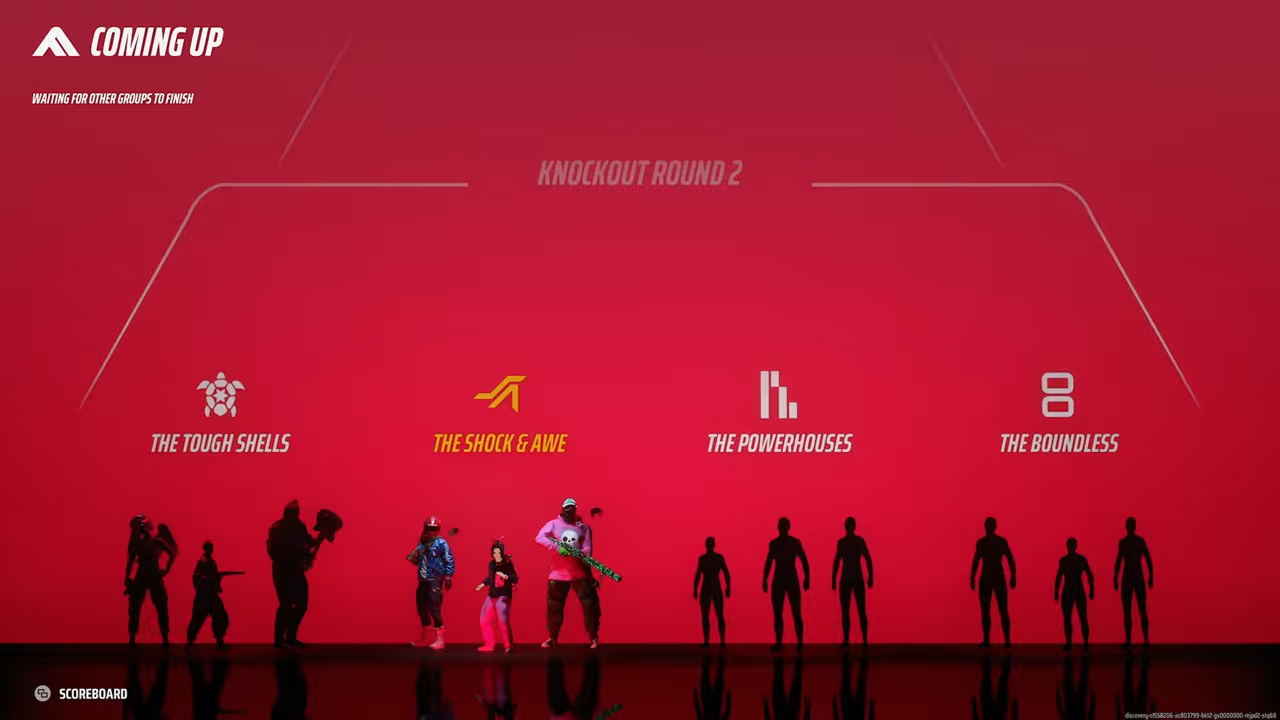 COMING UP
WAITING FOR OTHER GROUPS TO FINISH
KNOCKOUT ROUND 2
THE TOUGH SHELLS
THE SHOCK & AWE
THE POWERHOUSES
THE BOUNDLESS
SCOREBOARD